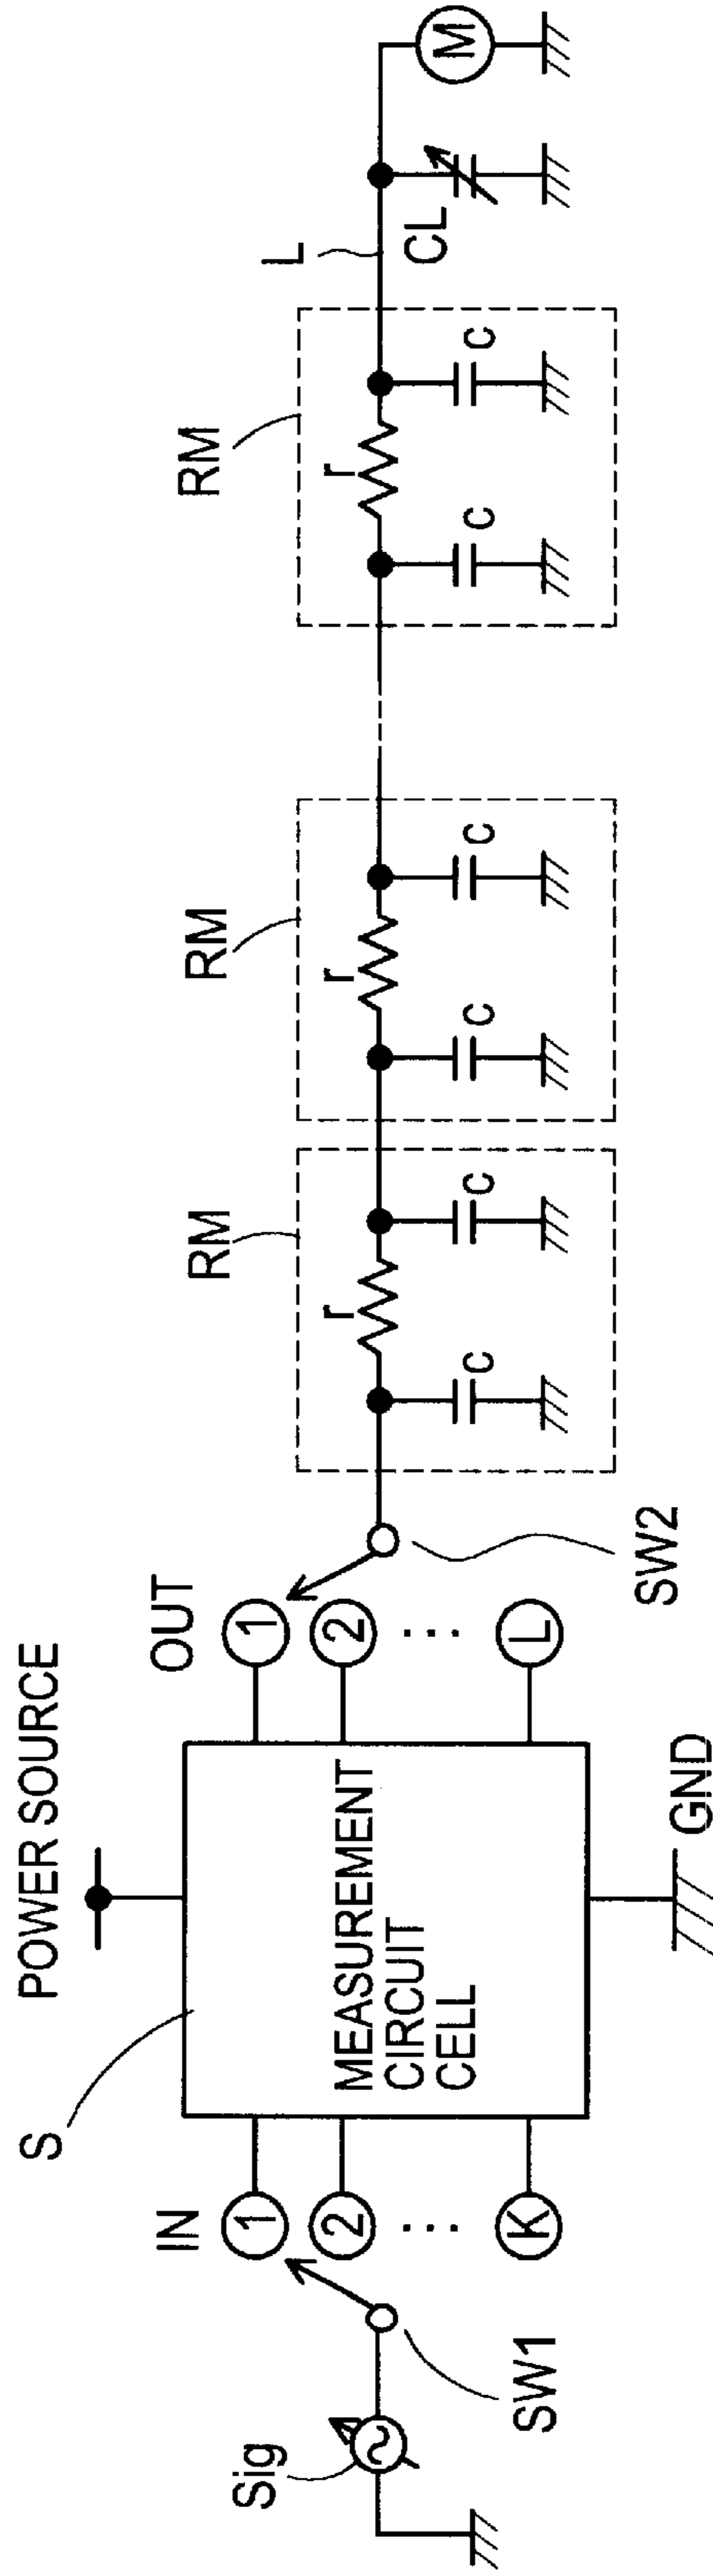 Sig
SW1
IN
1
2
...
K
S
POWER SOURCE
MEASUREMENT
CIRCUIT
CELL
GND
OUT
1
2
...
L
SW2
RM
r
c
c
RM
r
c
c
RM
r
c
c
L
CL
M